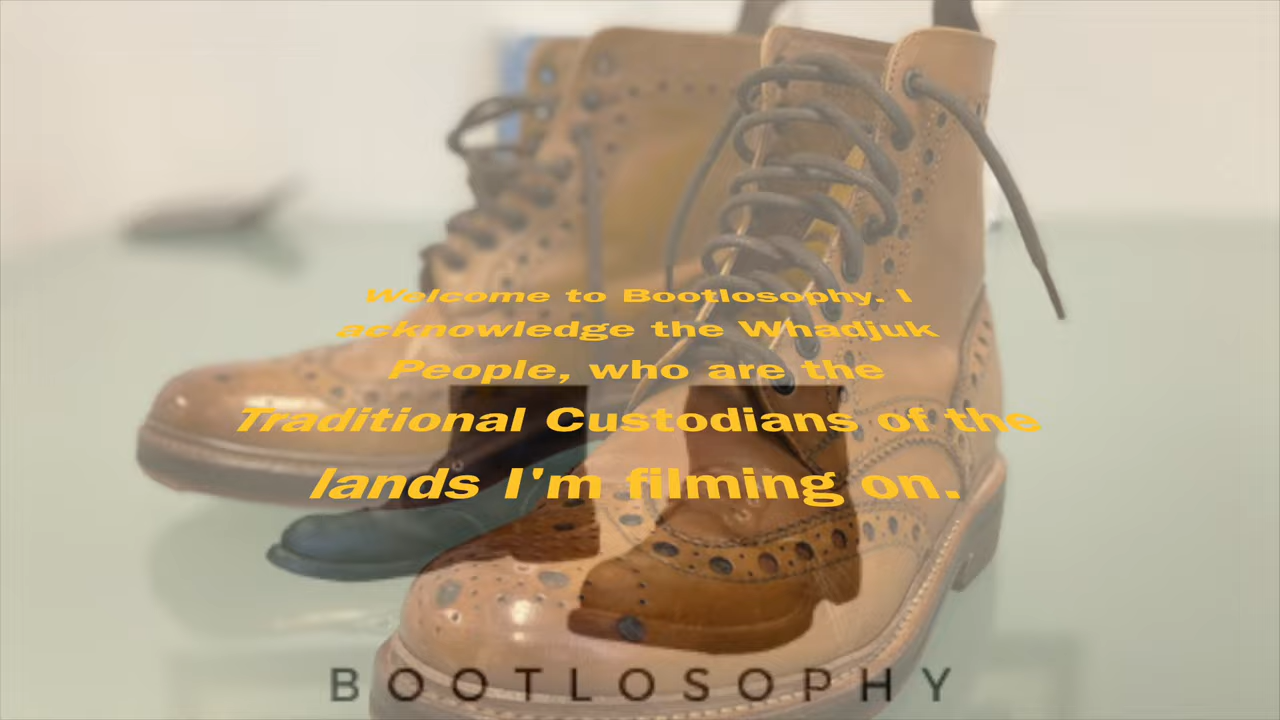 Welcome to Bootlosophy. I
acknowledge the Whadjuk
People, who are the
Traditional Custodians of the
lands I'm filming on.
BOOTLOSOPHY